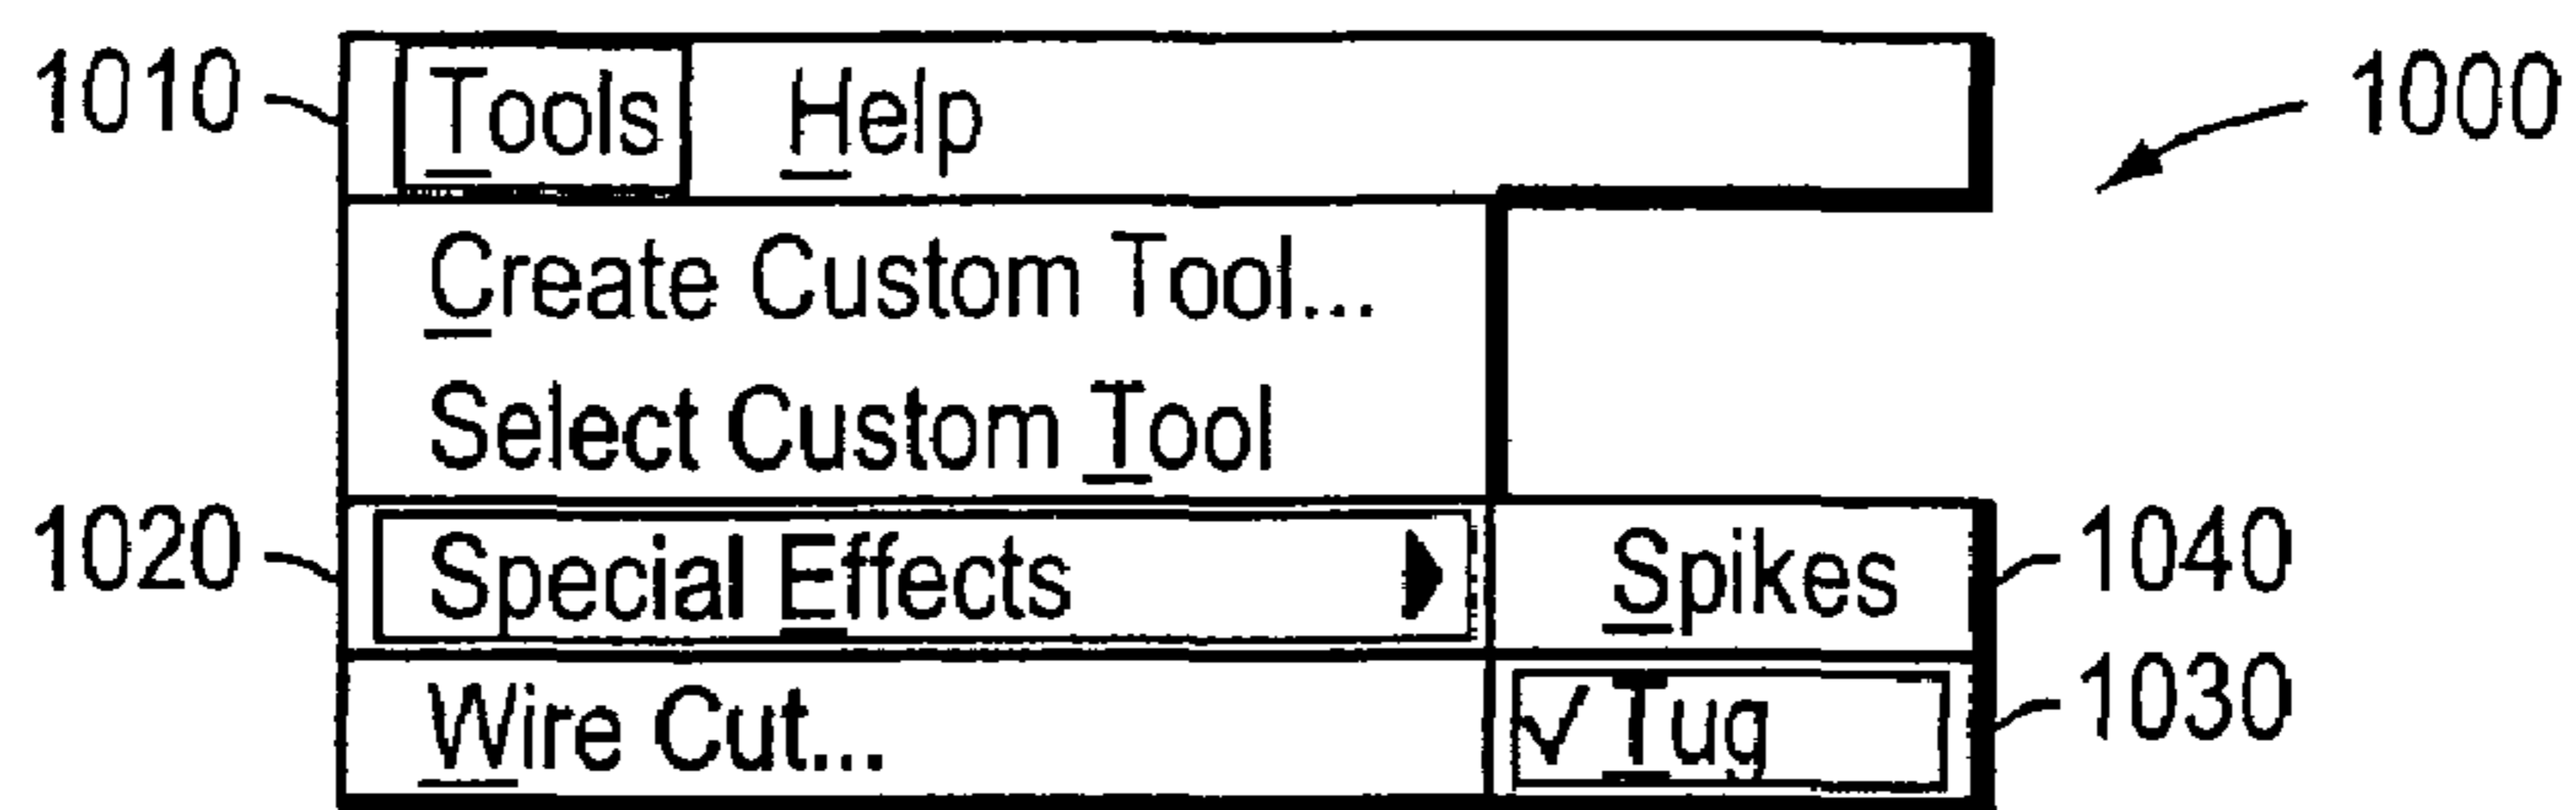 1010 Tools Help 1000
Create Custom Tool...
Select Custom Tool
1020 Special Effects Spikes 1040
Wire Cut... √ Tug 1030